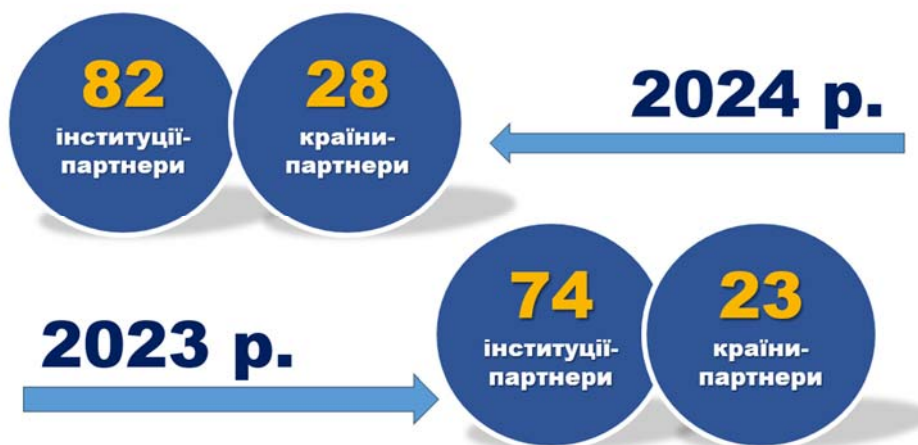 82
інституції-
партнери
28
країни-
партнери
2024 р.
2023 р.
74
інституції-
партнери
23
країни-
партнери